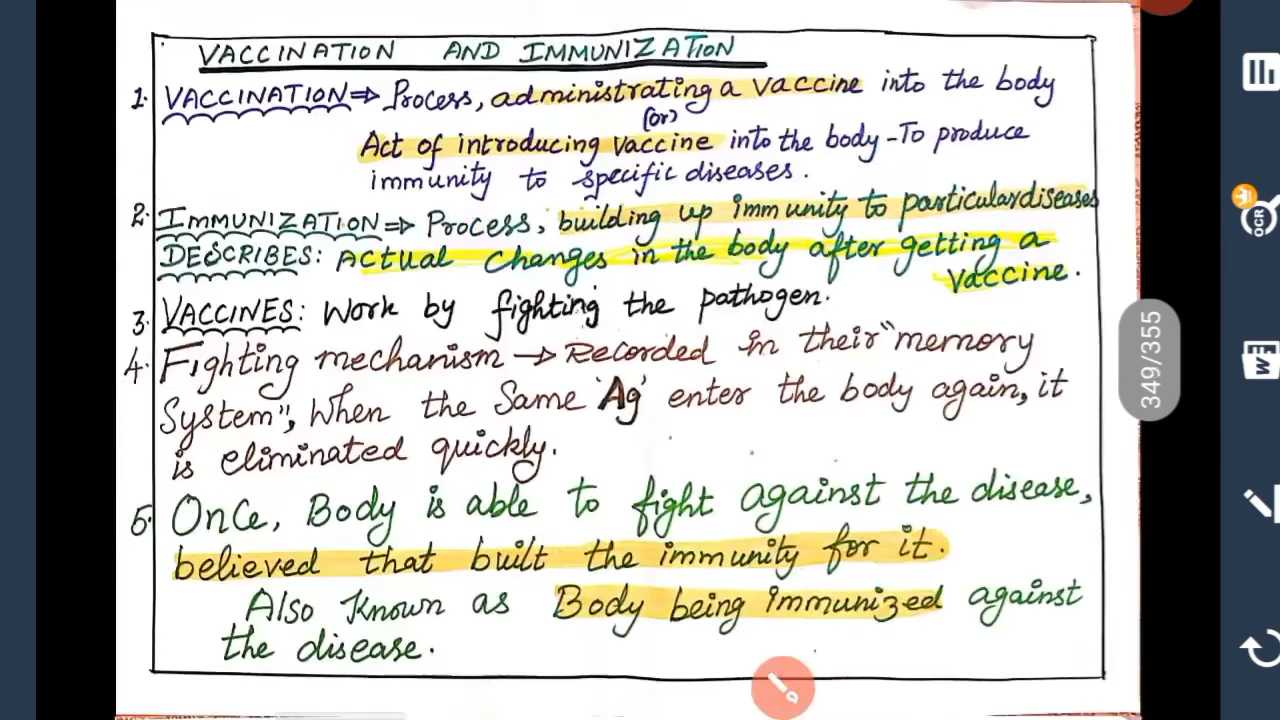 VACCINATION AND IMMUNIZATION
1. VACCINATION ⇒ Process, administrating a vaccine into the body
(or)
Act of introducing vaccine into the body - To produce
immunity to specific diseases.
2. IMMUNIZATION ⇒ Process, building up immunity to particular diseases
DESCRIBES: Actual changes in the body after getting a
vaccine.
3. VACCINES: Work by fighting the pathogen.
4. Fighting mechanism → Recorded in their "memory
System", When the Same 'Ag' enter the body again, it
is eliminated quickly.
5. Once, Body is able to fight against the disease,
believed that built the immunity for it.
Also Known as Body being immunized against
the disease.
349/355
OCR
W